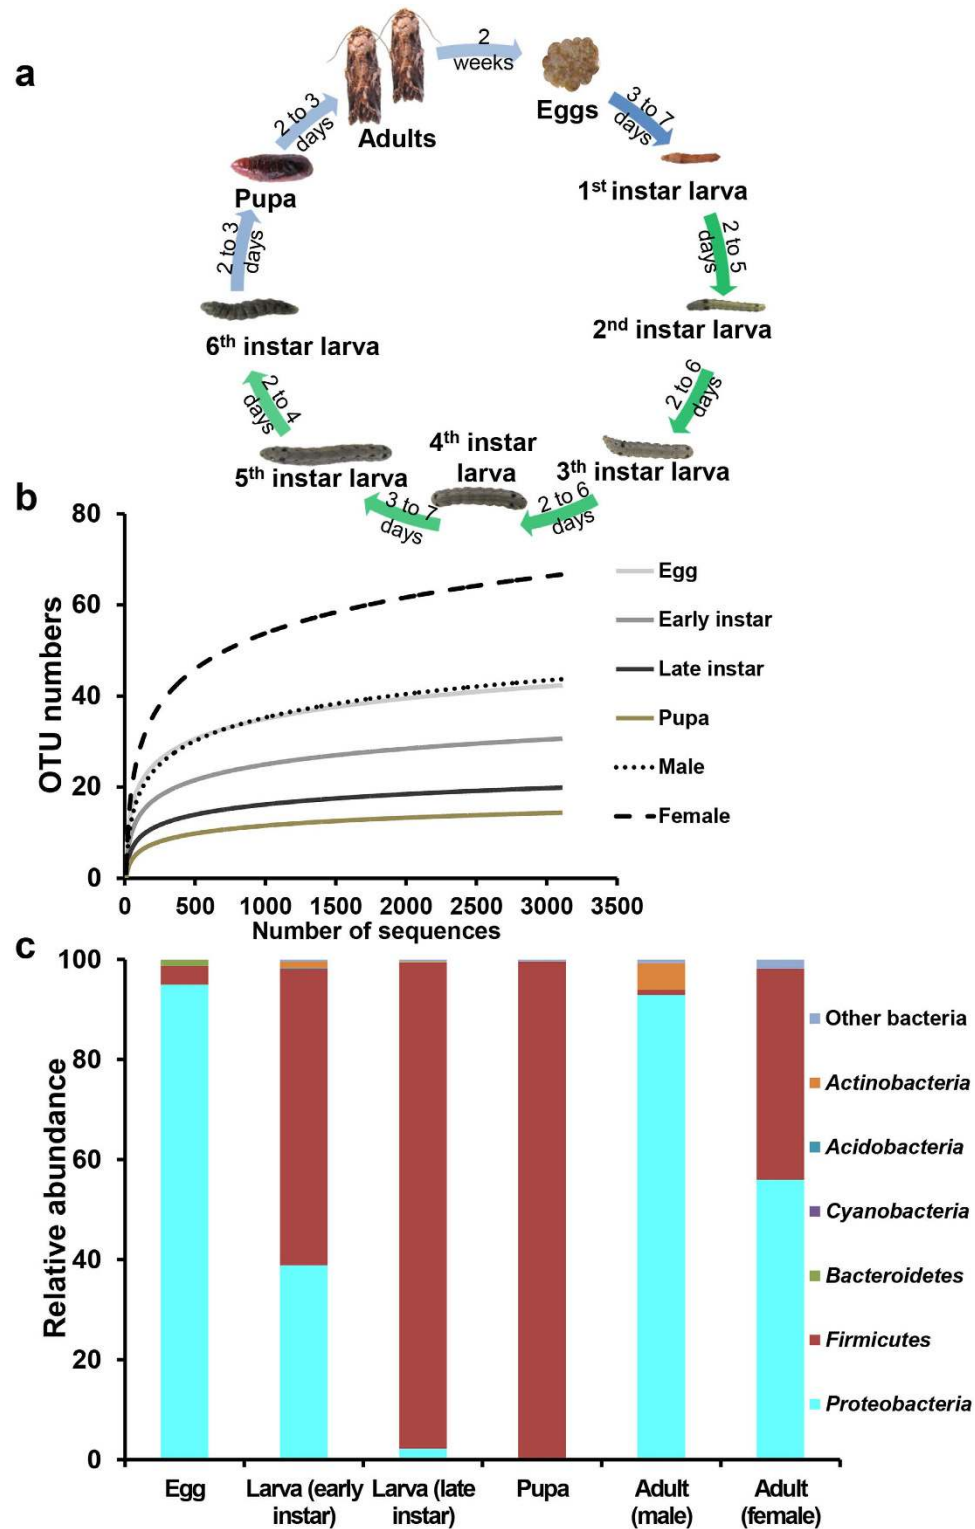 a
2
weeks
Adults
Eggs
3 to 7
days
1st instar larva
2 to 5
days
2nd instar larva
2 to 6
days
3th instar larva
2 to 6
days
4th instar
larva
3 to 7
days
5th instar larva
2 to 4
days
6th instar larva
2 to 3
days
Pupa
2 to 3
days
b
OTU numbers
80
60
40
20
0
0 500 1000 1500 2000 2500 3000 3500
Number of sequences
Egg
Early instar
Late instar
Pupa
Male
Female
c
Relative abundance
100
80
60
40
20
0
Egg
Larva (early
instar)
Larva (late
instar)
Pupa
Adult
(male)
Adult
(female)
Other bacteria
Actinobacteria
Acidobacteria
Cyanobacteria
Bacteroidetes
Firmicutes
Proteobacteria